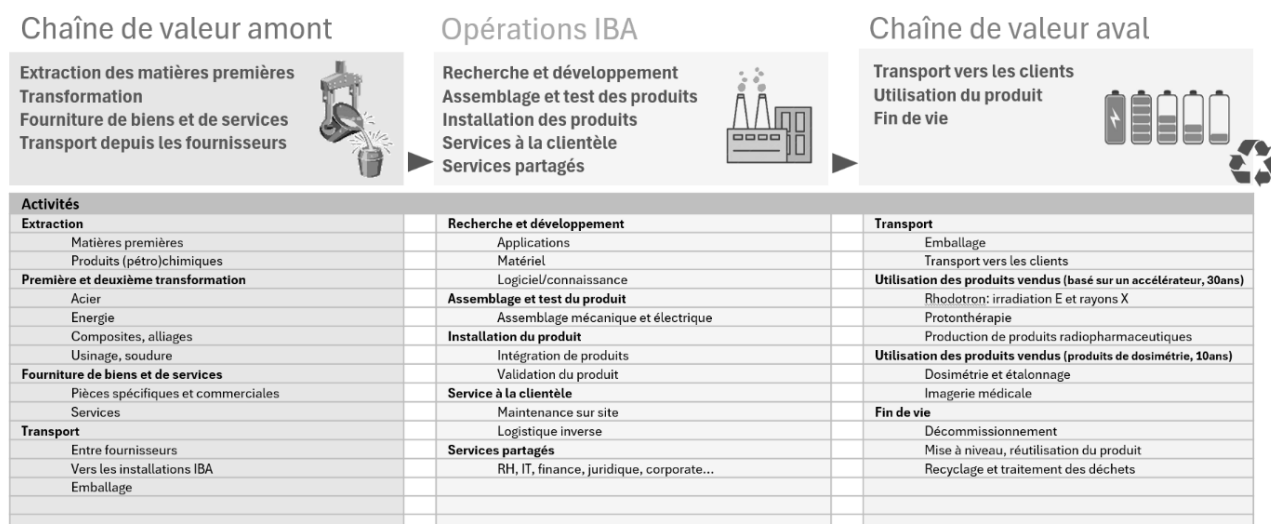 Chaîne de valeur amont
Extraction des matières premières
Transformation
Fourniture de biens et de services
Transport depuis les fournisseurs
Opérations IBA
Recherche et développement
Assemblage et test des produits
Installation des produits
Services à la clientèle
Services partagés
Chaîne de valeur aval
Transport vers les clients
Utilisation du produit
Fin de vie
Activités
Extraction
Matières premières
Produits (pétro)chimiques
Première et deuxième transformation
Acier
Energie
Composites, alliages
Usinage, soudure
Fourniture de biens et de services
Pièces spécifiques et commerciales
Services
Transport
Entre fournisseurs
Vers les installations IBA
Emballage
Recherche et développement
Applications
Matériel
Logiciel/connaissance
Assemblage et test du produit
Assemblage mécanique et électrique
Installation du produit
Intégration de produits
Validation du produit
Service à la clientèle
Maintenance sur site
Logistique inverse
Services partagés
RH, IT, finance, juridique, corporate...
Transport
Emballage
Transport vers les clients
Utilisation des produits vendus (basé sur un accélérateur, 30ans)
Rhodotron: irradiation E et rayons X
Protonthérapie
Production de produits radiopharmaceutiques
Utilisation des produits vendus (produits de dosimétrie, 10ans)
Dosimétrie et étalonnage
Imagerie médicale
Fin de vie
Décommissionnement
Mise à niveau, réutilisation du produit
Recyclage et traitement des déchets